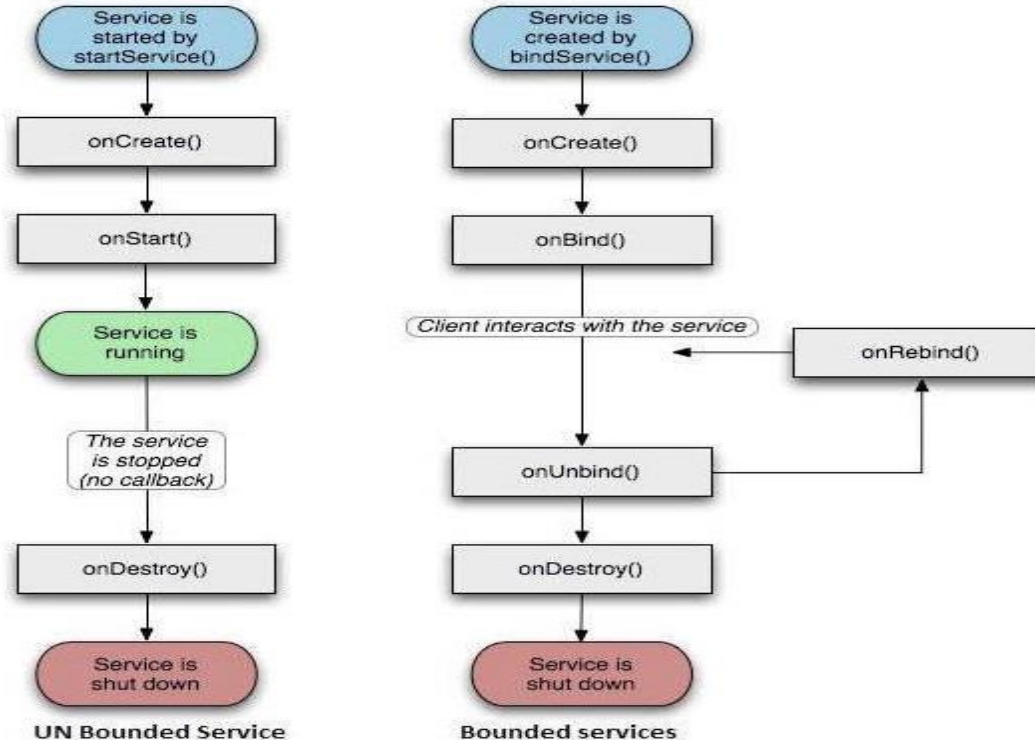 Service is
started by
startService()
onCreate()
onStart()
Service is
running
The service
is stopped
(no callback)
onDestroy()
Service is
shut down
UN Bounded Service
Service is
created by
bindService()
onCreate()
onBind()
Client interacts with the service
onRebind()
onUnbind()
onDestroy()
Service is
shut down
Bounded services